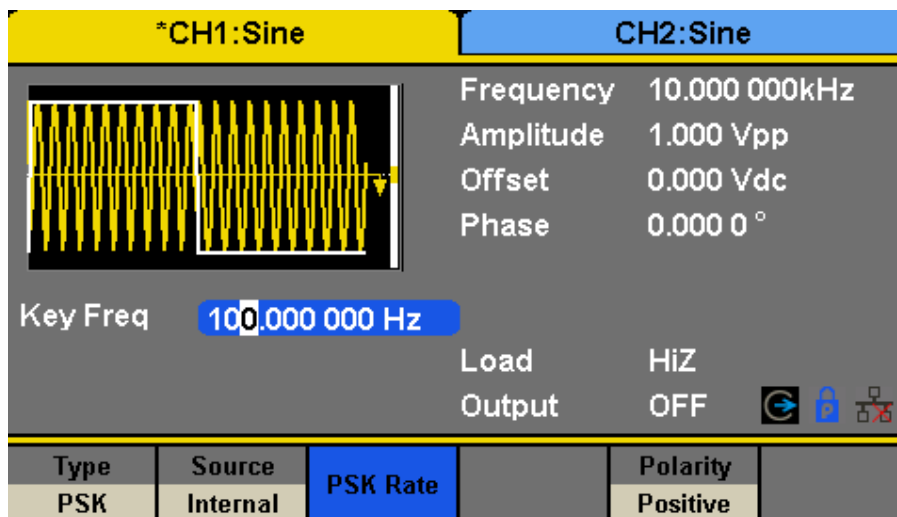 *CH1:Sine CH2:Sine
Frequency 10.000 000kHz
Amplitude 1.000 Vpp
Offset 0.000 Vdc
Phase 0.000 0 °
Key Freq 100.000 000 Hz
Load HiZ
Output OFF P
Type Source PSK Rate Polarity
PSK Internal Positive